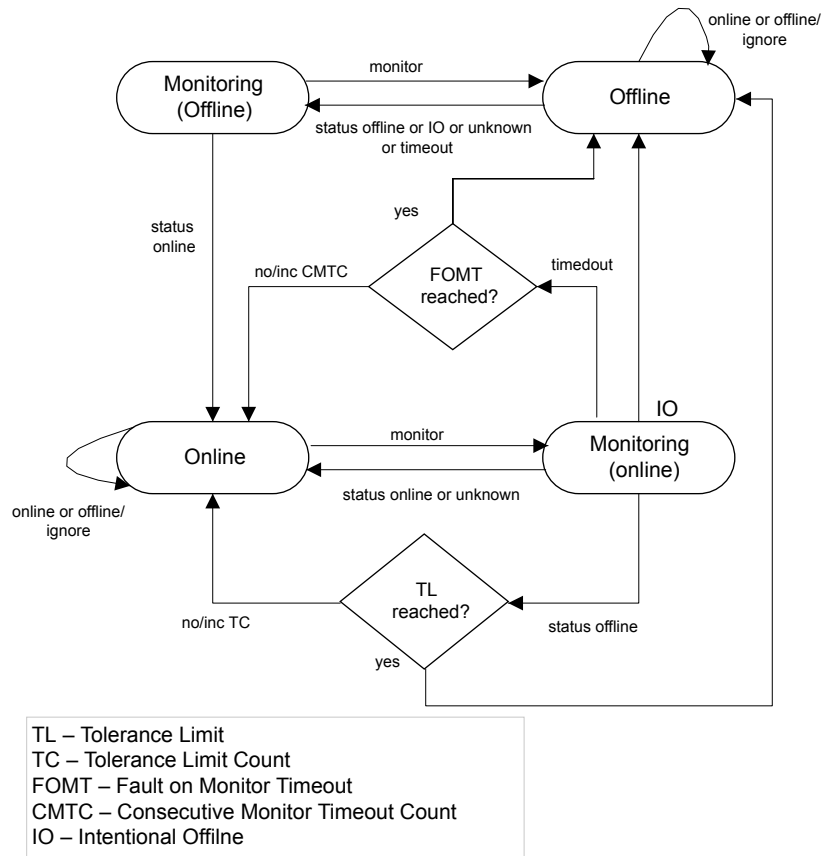 online or offline/
ignore
Monitoring
(Offline)
monitor
Offline
status offline or IO or unknown
or timeout
yes
status
online
no/inc CMTC
FOMT
reached?
timedout
IO
Online
monitor
Monitoring
(online)
status online or unknown
online or offline/
ignore
TL
reached?
no/inc TC
status offline
yes
TL – Tolerance Limit
TC – Tolerance Limit Count
FOMT – Fault on Monitor Timeout
CMTC – Consecutive Monitor Timeout Count
IO – Intentional Offilne